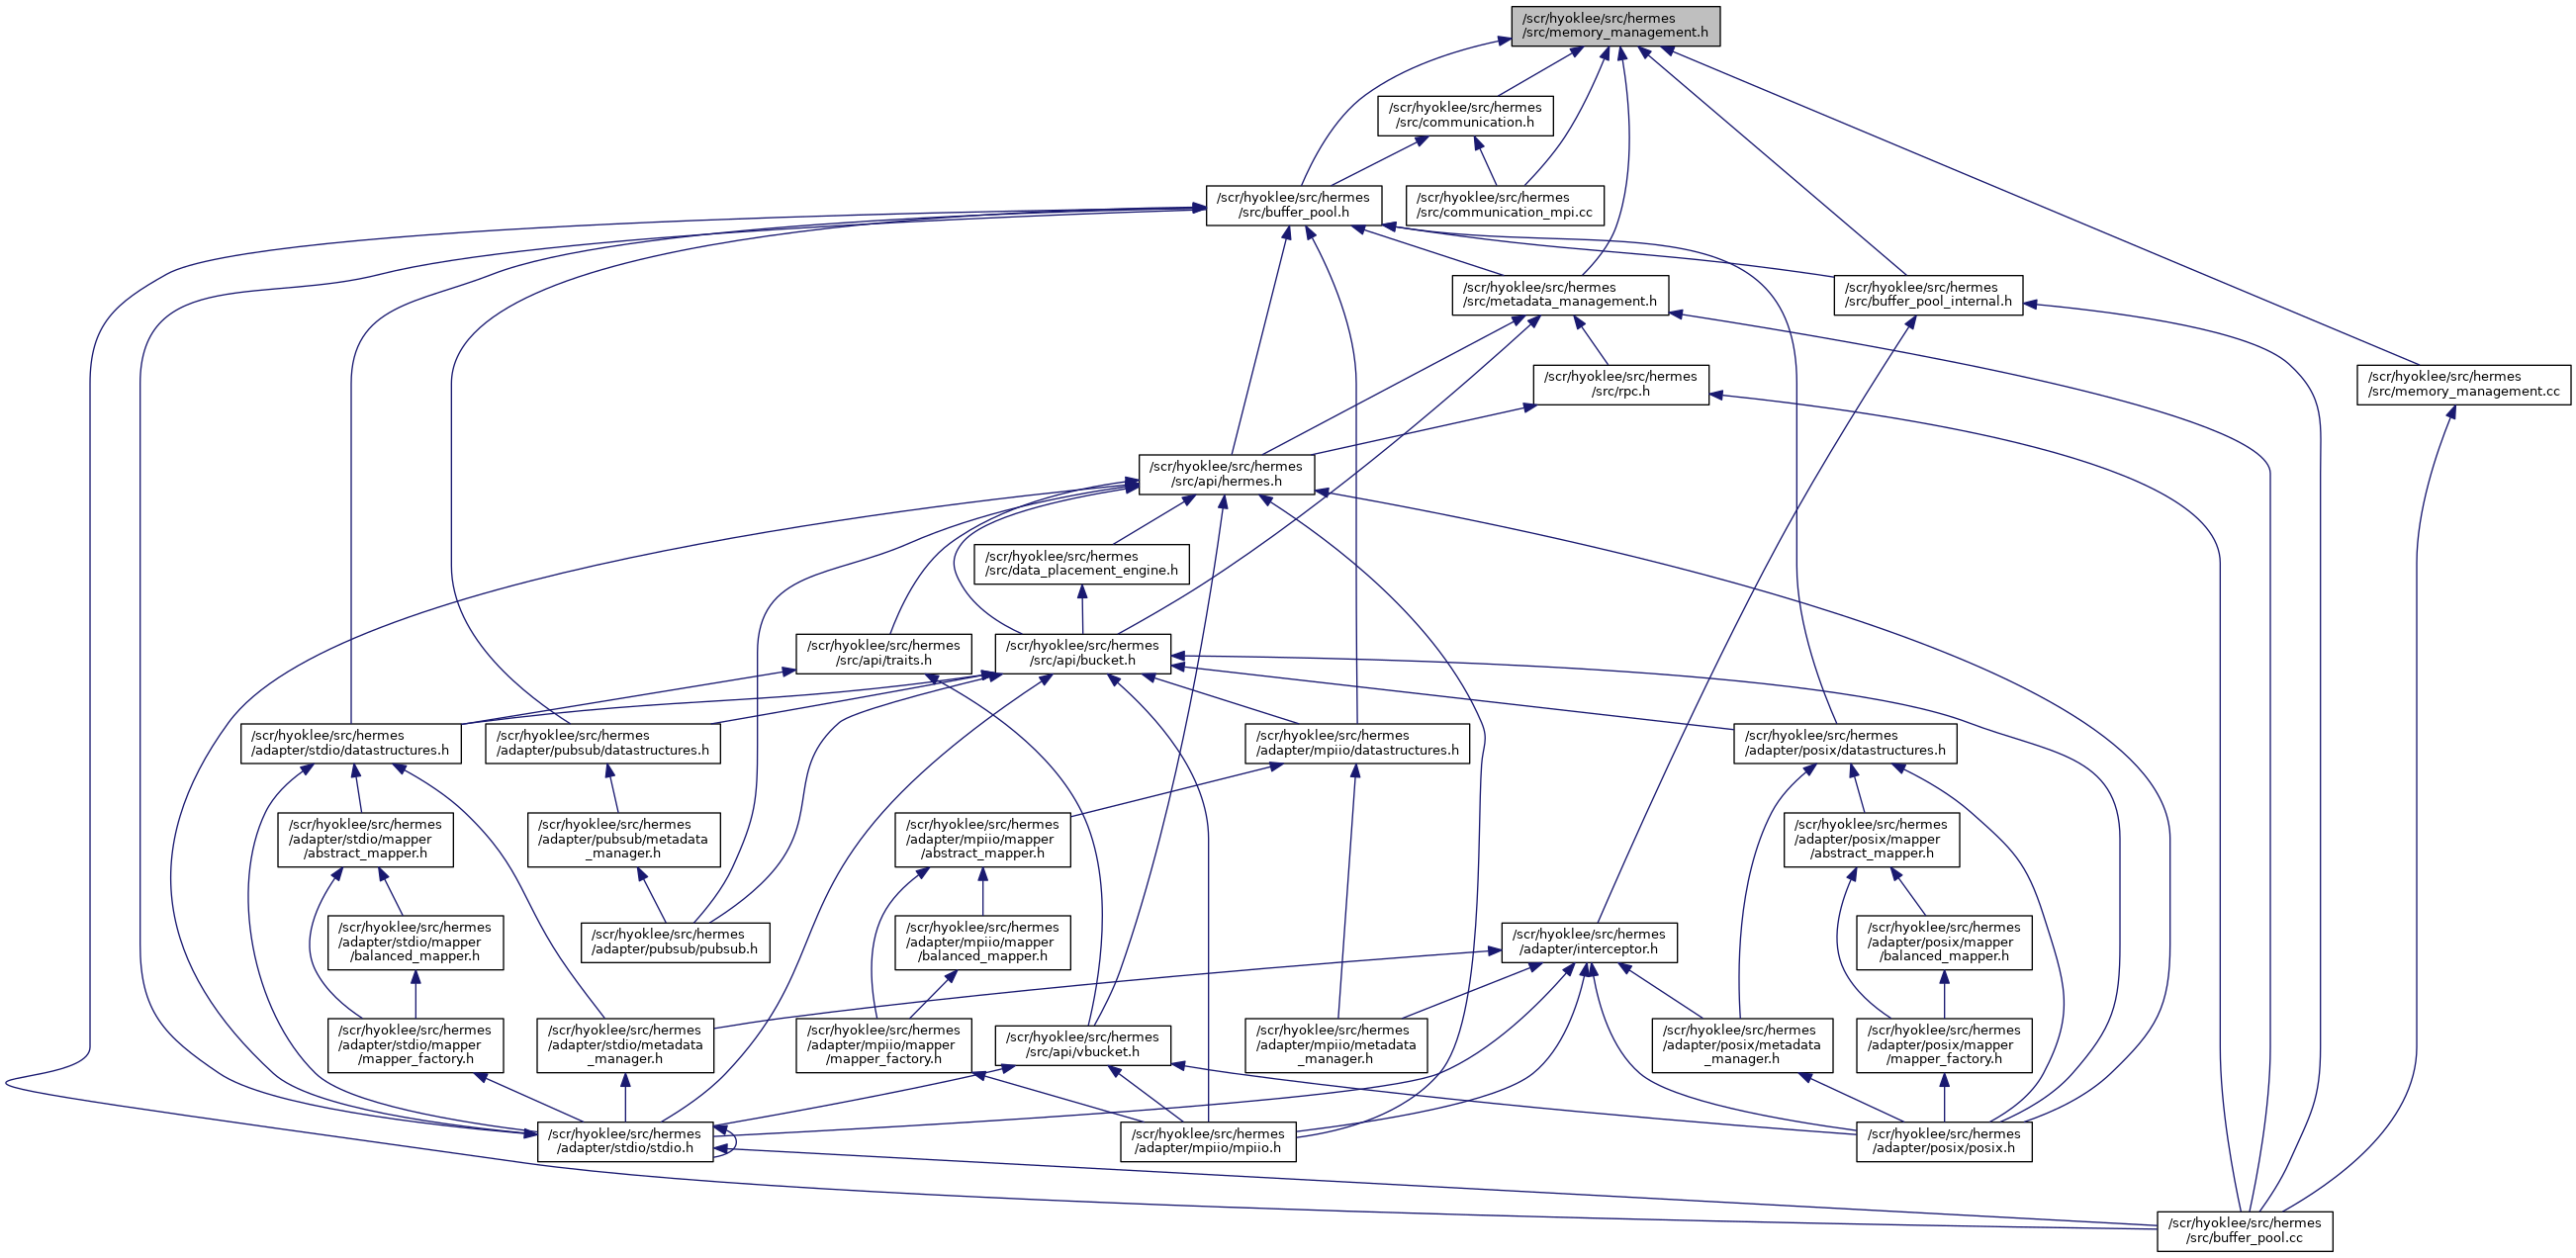 /scr/hyoklee/src/hermes
/src/memory_management.h
/scr/hyoklee/src/hermes
/src/communication.h
/scr/hyoklee/src/hermes
/src/buffer_pool.h
/scr/hyoklee/src/hermes
/src/communication_mpi.cc
/scr/hyoklee/src/hermes
/src/metadata_management.h
/scr/hyoklee/src/hermes
/src/buffer_pool_internal.h
/scr/hyoklee/src/hermes
/src/rpc.h
/scr/hyoklee/src/hermes
/src/memory_management.cc
/scr/hyoklee/src/hermes
/src/api/hermes.h
/scr/hyoklee/src/hermes
/src/data_placement_engine.h
/scr/hyoklee/src/hermes
/src/api/traits.h
/scr/hyoklee/src/hermes
/src/api/bucket.h
/scr/hyoklee/src/hermes
/adapter/stdio/datastructures.h
/scr/hyoklee/src/hermes
/adapter/pubsub/datastructures.h
/scr/hyoklee/src/hermes
/adapter/mpiio/datastructures.h
/scr/hyoklee/src/hermes
/adapter/posix/datastructures.h
/scr/hyoklee/src/hermes
/adapter/stdio/mapper
/abstract_mapper.h
/scr/hyoklee/src/hermes
/adapter/pubsub/metadata
_manager.h
/scr/hyoklee/src/hermes
/adapter/mpiio/mapper
/abstract_mapper.h
/scr/hyoklee/src/hermes
/adapter/posix/mapper
/abstract_mapper.h
/scr/hyoklee/src/hermes
/adapter/stdio/mapper
/balanced_mapper.h
/scr/hyoklee/src/hermes
/adapter/pubsub/pubsub.h
/scr/hyoklee/src/hermes
/adapter/mpiio/mapper
/balanced_mapper.h
/scr/hyoklee/src/hermes
/adapter/interceptor.h
/scr/hyoklee/src/hermes
/adapter/posix/mapper
/balanced_mapper.h
/scr/hyoklee/src/hermes
/adapter/stdio/mapper
/mapper_factory.h
/scr/hyoklee/src/hermes
/adapter/stdio/metadata
_manager.h
/scr/hyoklee/src/hermes
/adapter/mpiio/mapper
/mapper_factory.h
/scr/hyoklee/src/hermes
/src/api/vbucket.h
/scr/hyoklee/src/hermes
/adapter/mpiio/metadata
_manager.h
/scr/hyoklee/src/hermes
/adapter/posix/metadata
_manager.h
/scr/hyoklee/src/hermes
/adapter/posix/mapper
/mapper_factory.h
/scr/hyoklee/src/hermes
/adapter/stdio/stdio.h
/scr/hyoklee/src/hermes
/adapter/mpiio/mpiio.h
/scr/hyoklee/src/hermes
/adapter/posix/posix.h
/scr/hyoklee/src/hermes
/src/buffer_pool.cc